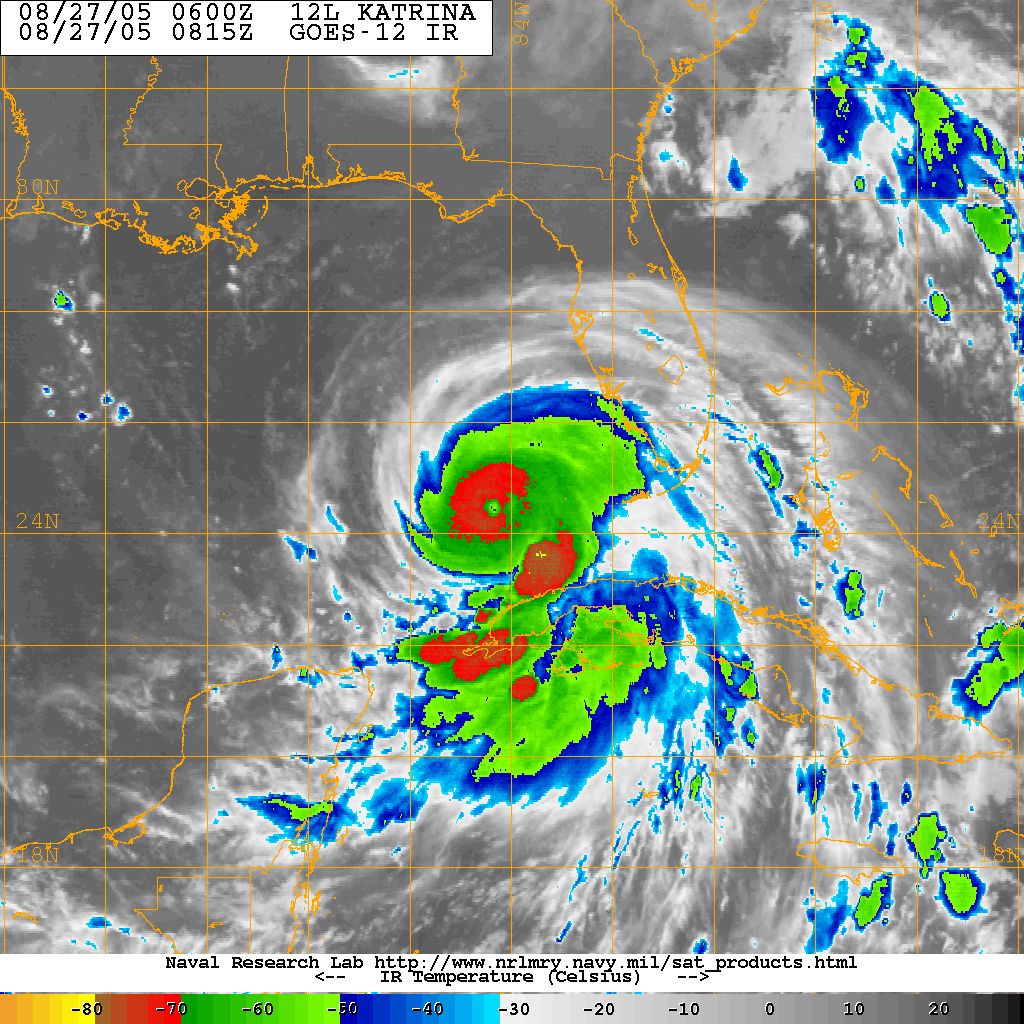 08/27/05 0600Z 12L KATRINA
08/27/05 0815Z GOES-12 IR
84W
30N
24N 24N
18N 18N
Naval Research Lab http://www.nrlmry.navy.mil/sat_products.html
<-- IR Temperature (Celsius) -->
-80 -70 -60 -50 -40 -30 -20 -10 0 10 20